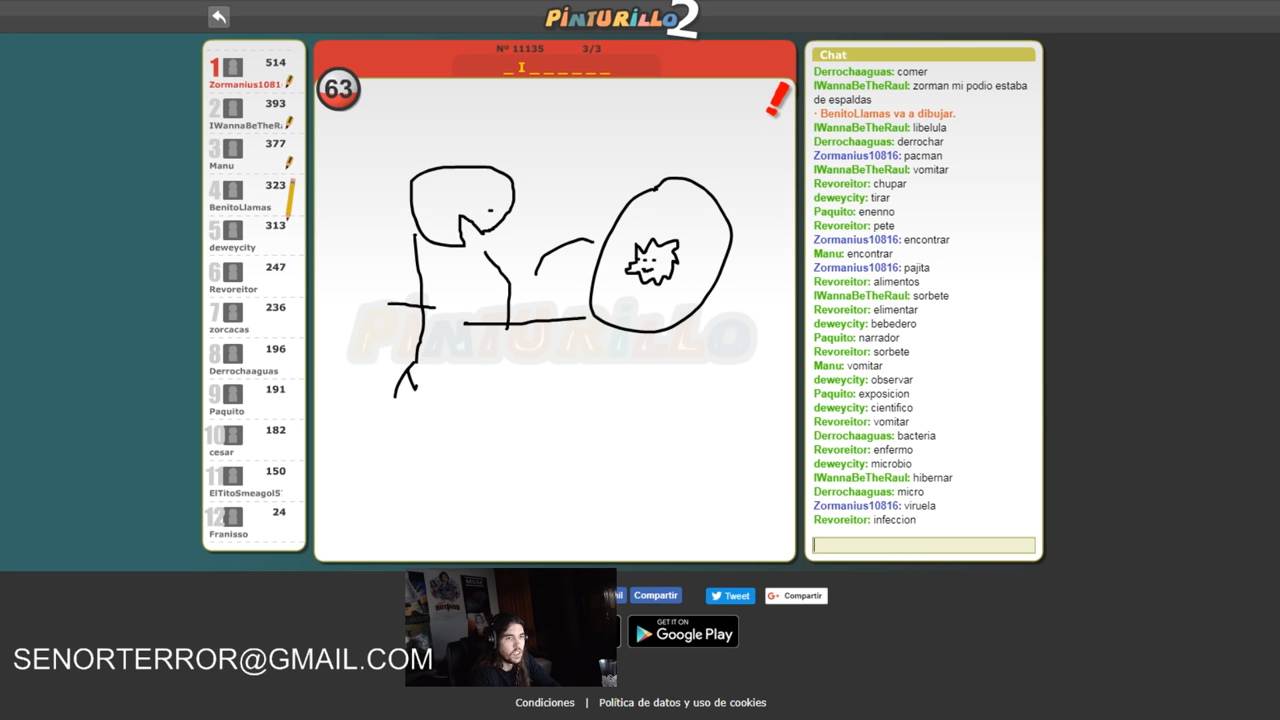 PINTURILLO 2
Nº 11135 3/3
_ I _ _ _ _ _ _
63
1 514
Zormanius1081
2 393
IWannaBeTheRa
3 377
Manu
4 323
BenitoLlamas
5 313
deweycity
6 247
Revoreitor
7 236
zorcacas
8 196
Derrochaaguas
9 191
Paquito
10 182
cesar
11 150
ElTitoSmeagol5
12 24
Franisso
PINTURILLO
Chat
Derrochaaguas: comer
IWannaBeTheRaul: zorman mi podio estaba
de espaldas
· BenitoLlamas va a dibujar.
IWannaBeTheRaul: libelula
Derrochaaguas: derrochar
Zormanius10816: pacman
IWannaBeTheRaul: vomitar
Revoreitor: chupar
deweycity: tirar
Paquito: enenno
Revoreitor: pete
Zormanius10816: encontrar
Manu: encontrar
Zormanius10816: pajita
Revoreitor: alimentos
IWannaBeTheRaul: sorbete
Revoreitor: elimentar
deweycity: bebedero
Paquito: narrador
Revoreitor: sorbete
Manu: vomitar
deweycity: observar
Paquito: exposicion
deweycity: cientifico
Revoreitor: vomitar
Derrochaaguas: bacteria
Revoreitor: enfermo
deweycity: microbio
IWannaBeTheRaul: hibernar
Derrochaaguas: micro
Zormanius10816: viruela
Revoreitor: infeccion
Compartir
Tweet
G+ Compartir
GET IT ON
Google Play
SENORTERROR@GMAIL.COM
Condiciones | Política de datos y uso de cookies